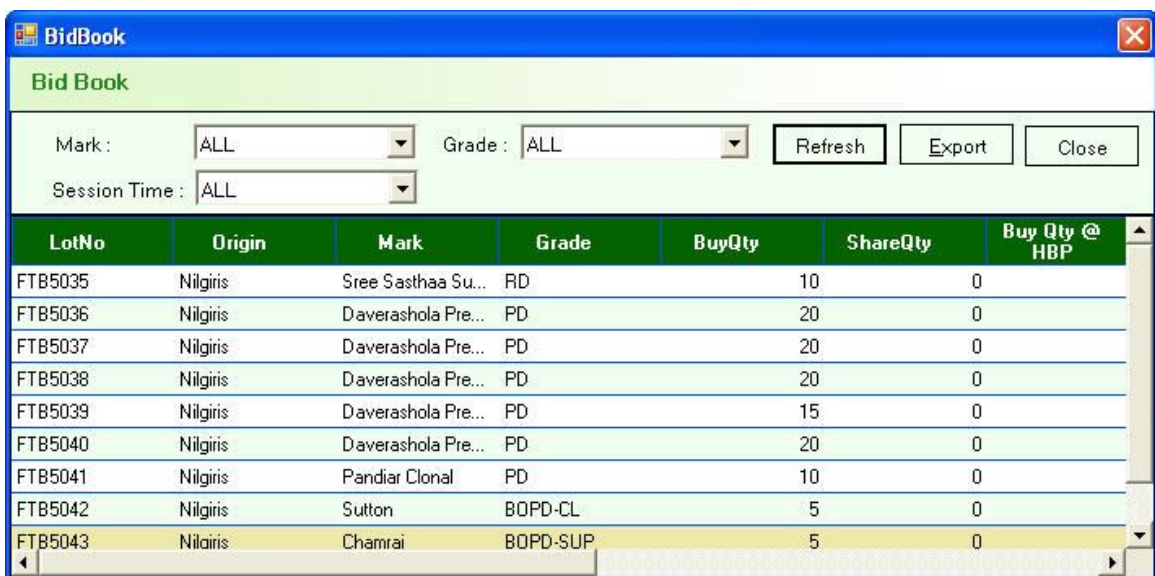 BidBook
Bid Book
Mark : ALL Grade : ALL Refresh Export Close
Session Time : ALL
LotNo Origin Mark Grade BuyQty ShareQty Buy Qty @ HBP
FTB5035 Nilgiris Sree Sasthaa Su... RD 10 0
FTB5036 Nilgiris Daverashola Pre... PD 20 0
FTB5037 Nilgiris Daverashola Pre... PD 20 0
FTB5038 Nilgiris Daverashola Pre... PD 20 0
FTB5039 Nilgiris Daverashola Pre... PD 15 0
FTB5040 Nilgiris Daverashola Pre... PD 20 0
FTB5041 Nilgiris Pandiar Clonal PD 10 0
FTB5042 Nilgiris Sutton BOPD-CL 5 0
FTB5043 Nilgiris Chamrai BOPD-SUP 5 0